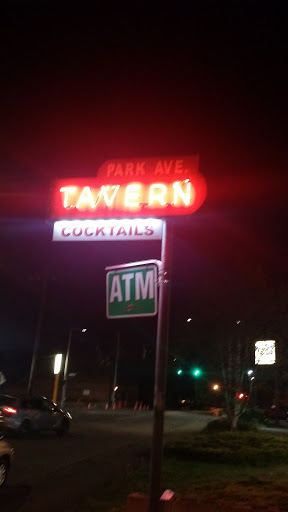 PARK AVE.
TAVERN
COCKTAILS
ATM